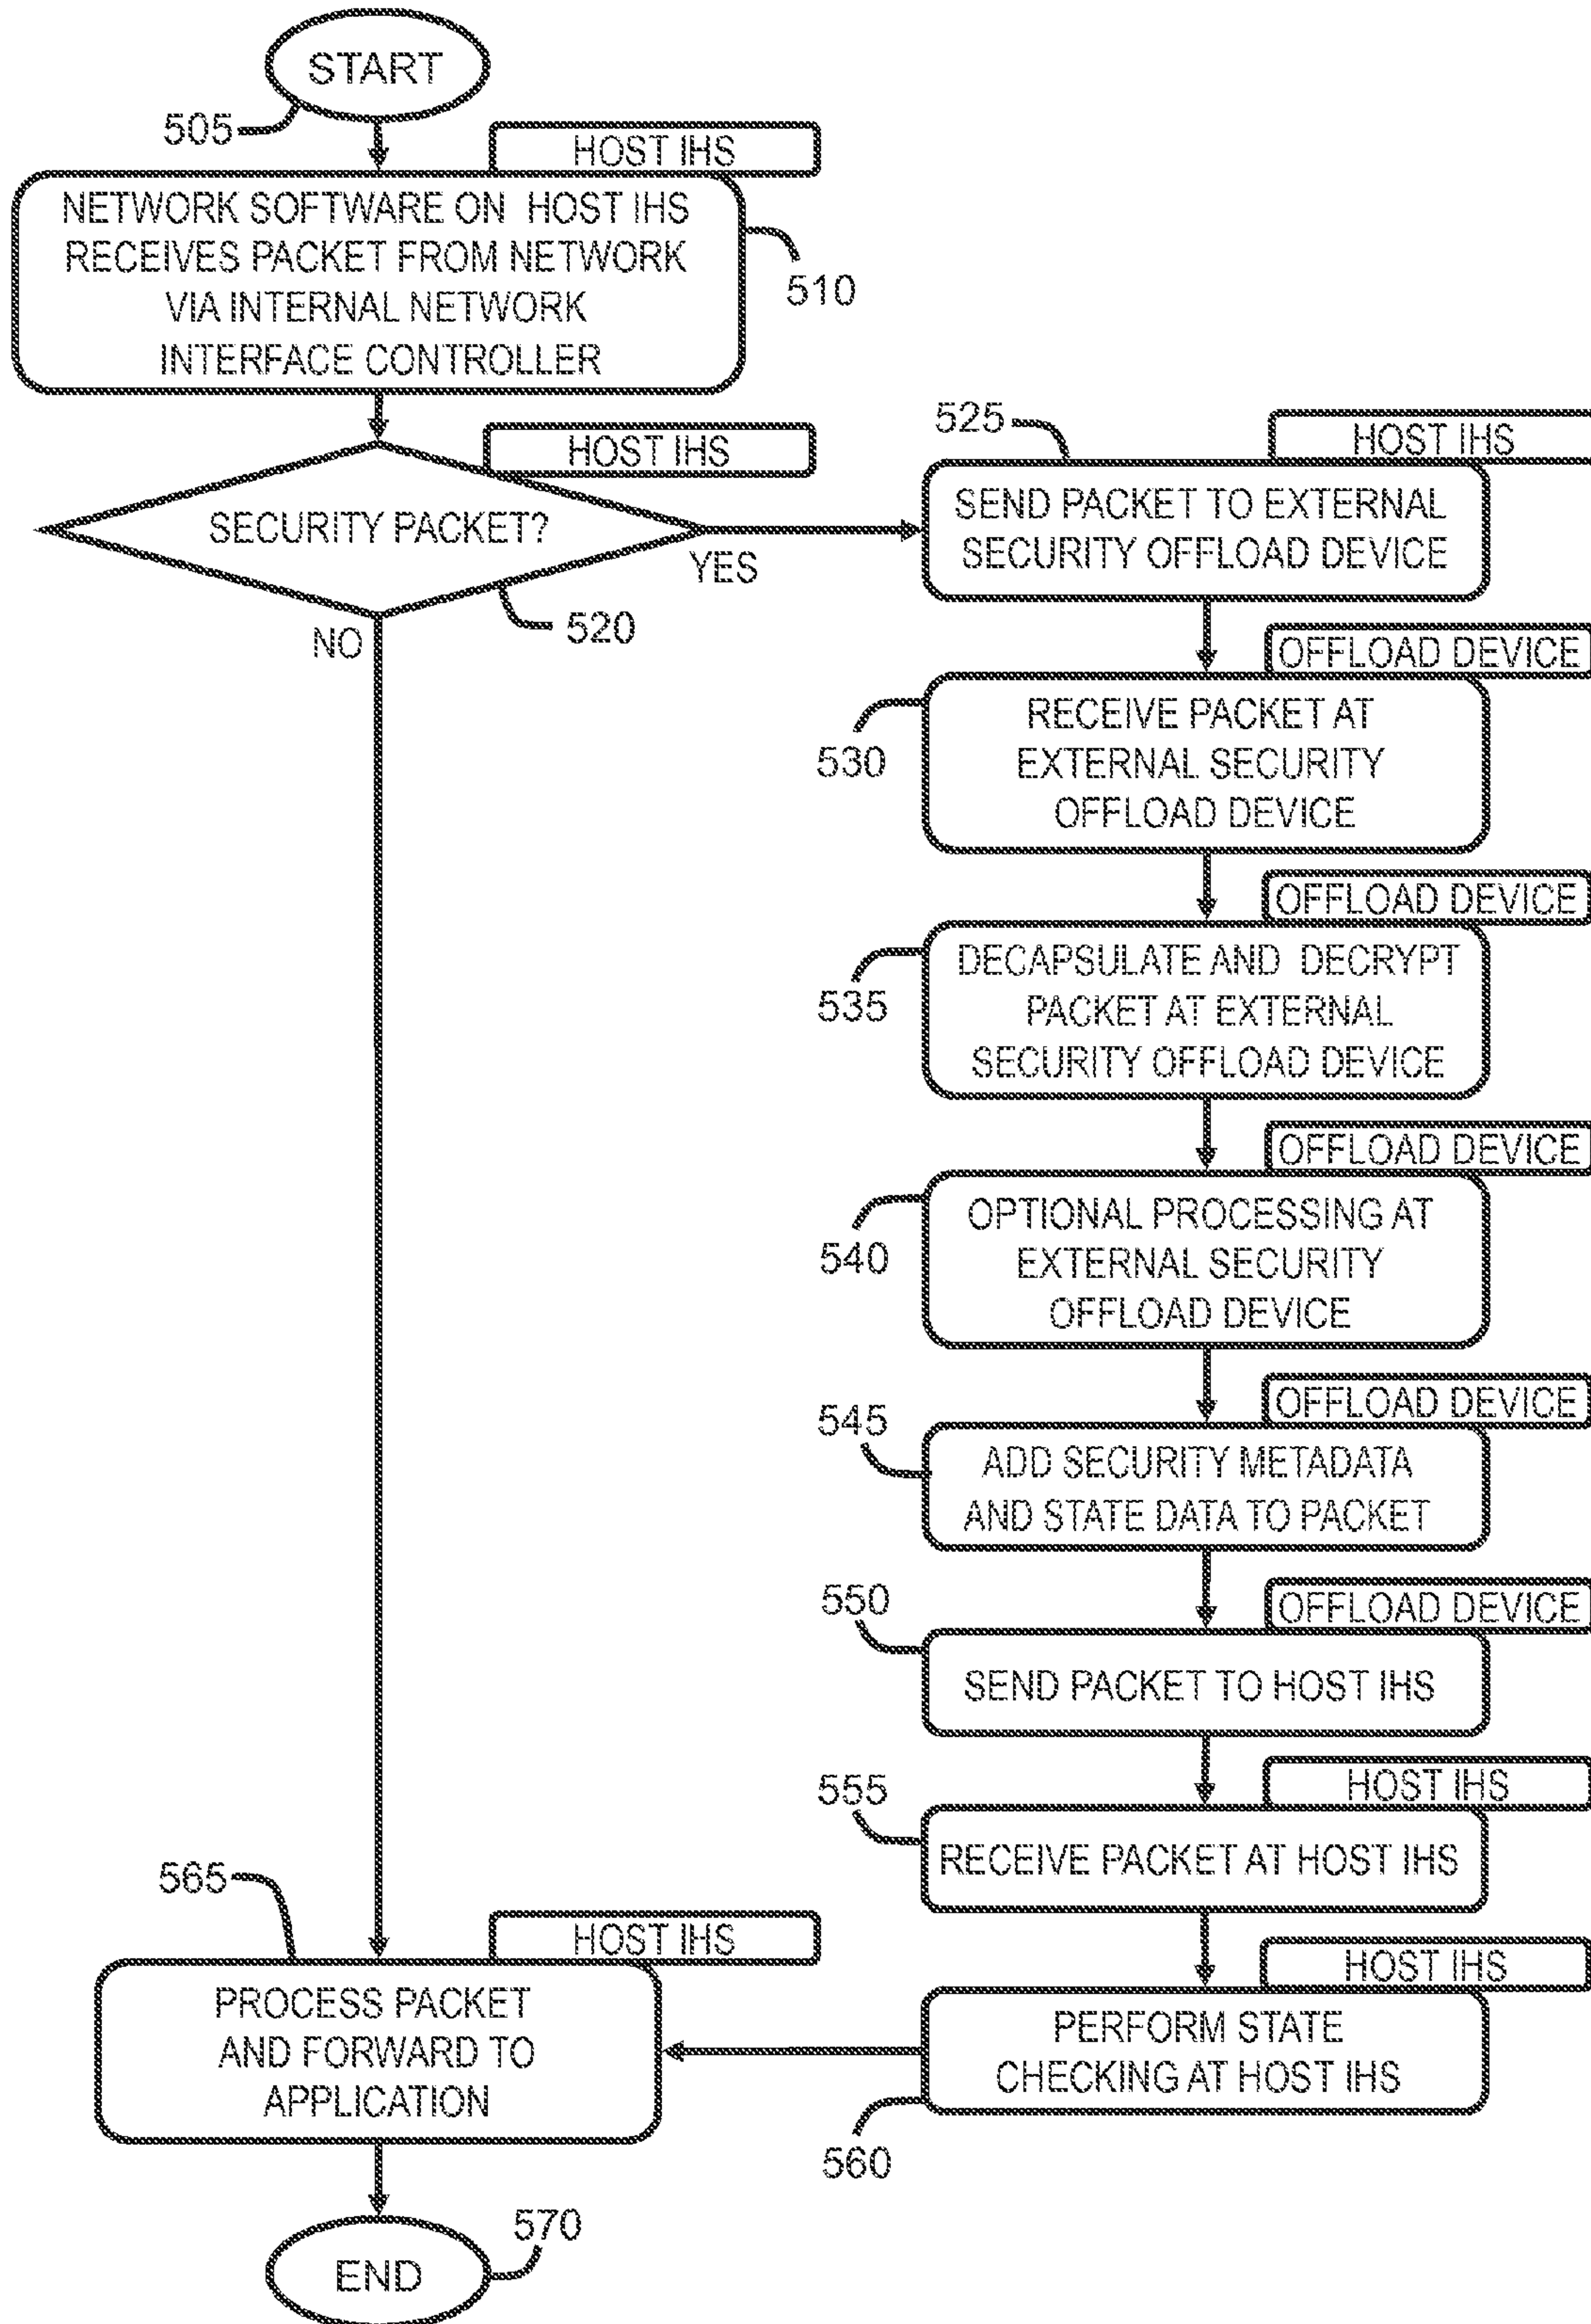 START
505
HOST IHS
NETWORK SOFTWARE ON HOST IHS
RECEIVES PACKET FROM NETWORK
VIA INTERNAL NETWORK
INTERFACE CONTROLLER
510
HOST IHS
SECURITY PACKET?
YES
520
NO
525
HOST IHS
SEND PACKET TO EXTERNAL
SECURITY OFFLOAD DEVICE
OFFLOAD DEVICE
530
RECEIVE PACKET AT
EXTERNAL SECURITY
OFFLOAD DEVICE
OFFLOAD DEVICE
535
DECAPSULATE AND DECRYPT
PACKET AT EXTERNAL
SECURITY OFFLOAD DEVICE
OFFLOAD DEVICE
540
OPTIONAL PROCESSING AT
EXTERNAL SECURITY
OFFLOAD DEVICE
OFFLOAD DEVICE
545
ADD SECURITY METADATA
AND STATE DATA TO PACKET
OFFLOAD DEVICE
550
SEND PACKET TO HOST IHS
HOST IHS
555
RECEIVE PACKET AT HOST IHS
HOST IHS
PERFORM STATE
CHECKING AT HOST IHS
560
565
HOST IHS
PROCESS PACKET
AND FORWARD TO
APPLICATION
570
END